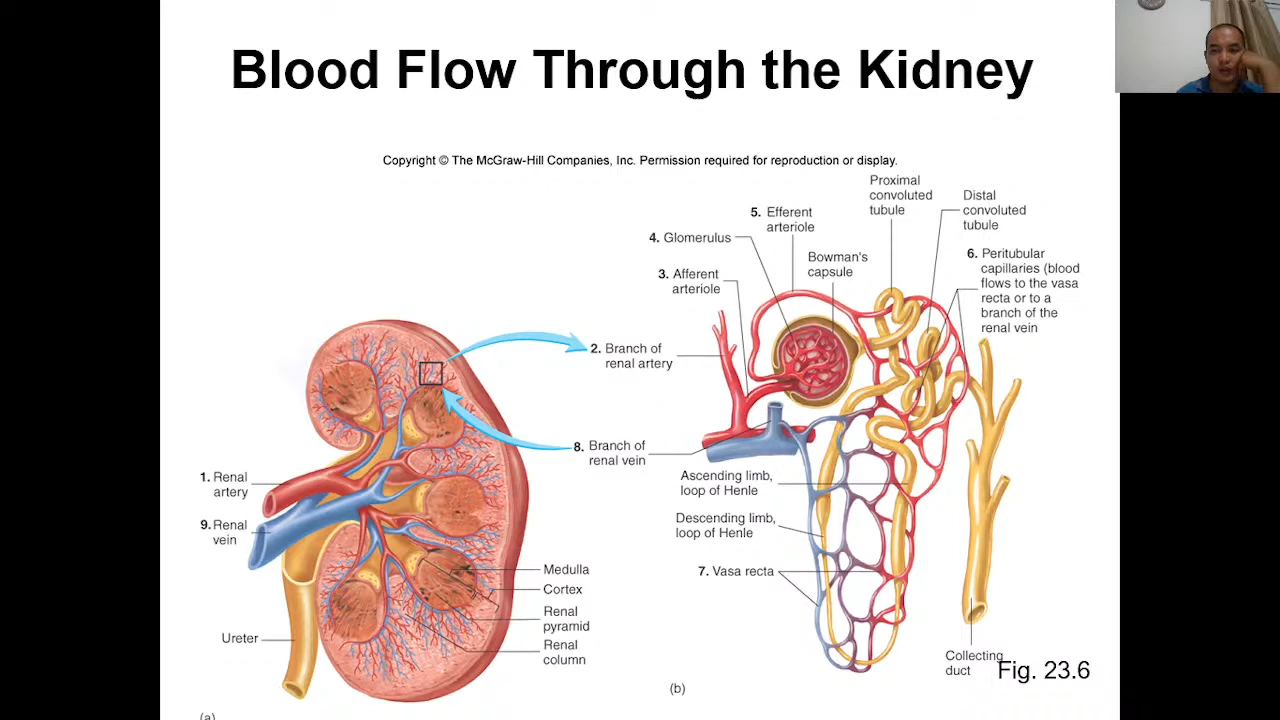 Blood Flow Through the Kidney
Copyright © The McGraw-Hill Companies, Inc. Permission required for reproduction or display.
Proximal
convoluted
tubule
Distal
convoluted
tubule
5. Efferent
arteriole
4. Glomerulus
Bowman's
capsule
3. Afferent
arteriole
6. Peritubular
capillaries (blood
flows to the vasa
recta or to a
branch of the
renal vein
2. Branch of
renal artery
8. Branch of
renal vein
1. Renal
artery
9. Renal
vein
Ascending limb,
loop of Henle
Descending limb,
loop of Henle
7. Vasa recta
Medulla
Cortex
Renal
pyramid
Renal
column
Ureter
Collecting
duct
Fig. 23.6
(a)
(b)